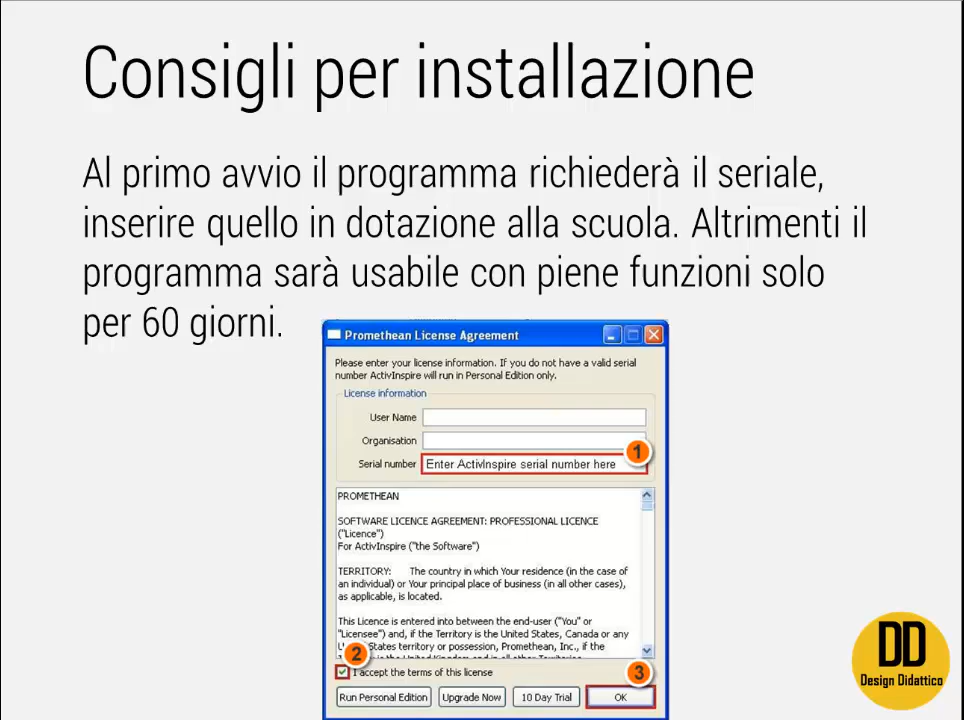 Consigli per installazione
Al primo avvio il programma richiederà il seriale,
inserire quello in dotazione alla scuola. Altrimenti il
programma sarà usabile con piene funzioni solo
per 60 giorni.
Promethean License Agreement
Please enter your license information. If you do not have a valid serial
number ActivInspire will run in Personal Edition only.
License information
User Name
Organisation
1
Serial number Enter ActivInspire serial number here
PROMETHEAN
SOFTWARE LICENCE AGREEMENT: PROFESSIONAL LICENCE
("Licence")
For ActivInspire ("the Software")
TERRITORY: The country in which Your residence (in the case of
an individual) or Your principal place of business (in all other cases),
as applicable, is located.
This Licence is entered into between the end-user ("You" or
"Licensee") and, if the Territory is the United States, Canada or any
States territory or possession, Promethean, Inc., if the
2
I accept the terms of this license
3
Run Personal Edition Upgrade Now 10 Day Trial OK
DD
Design Didattico